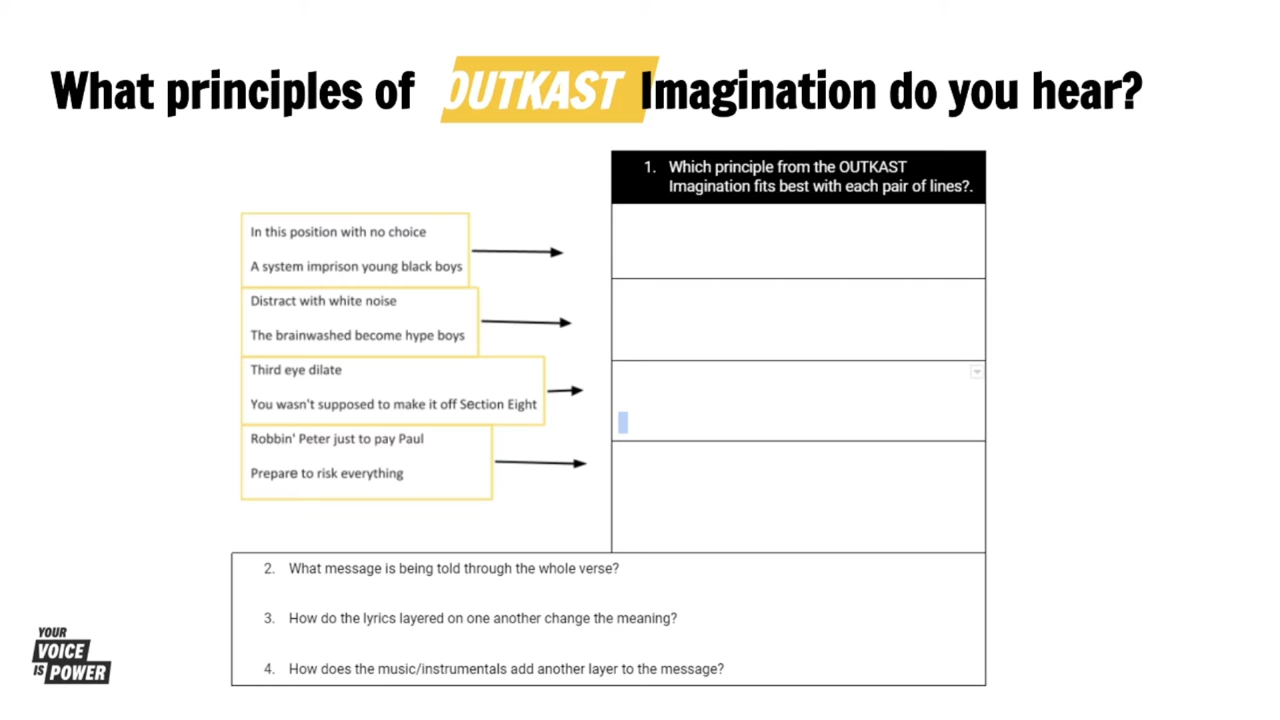 What principles of OUTKAST Imagination do you hear?
1. Which principle from the OUTKAST
Imagination fits best with each pair of lines?.
In this position with no choice
A system imprison young black boys
Distract with white noise
The brainwashed become hype boys
Third eye dilate
You wasn't supposed to make it off Section Eight
Robbin' Peter just to pay Paul
Prepare to risk everything
2. What message is being told through the whole verse?
3. How do the lyrics layered on one another change the meaning?
4. How does the music/instrumentals add another layer to the message?
YOUR
VOICE
IS POWER